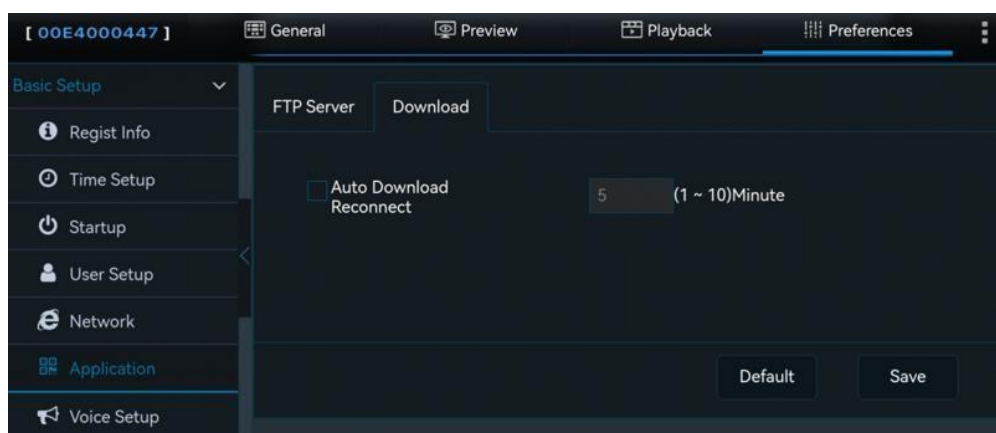 [ 00E4000447 ]
General
Preview
Playback
Preferences
Basic Setup
Regist Info
Time Setup
Startup
User Setup
Network
Application
Voice Setup
FTP Server
Download
Auto Download
Reconnect
5
(1 ~ 10)Minute
Default
Save